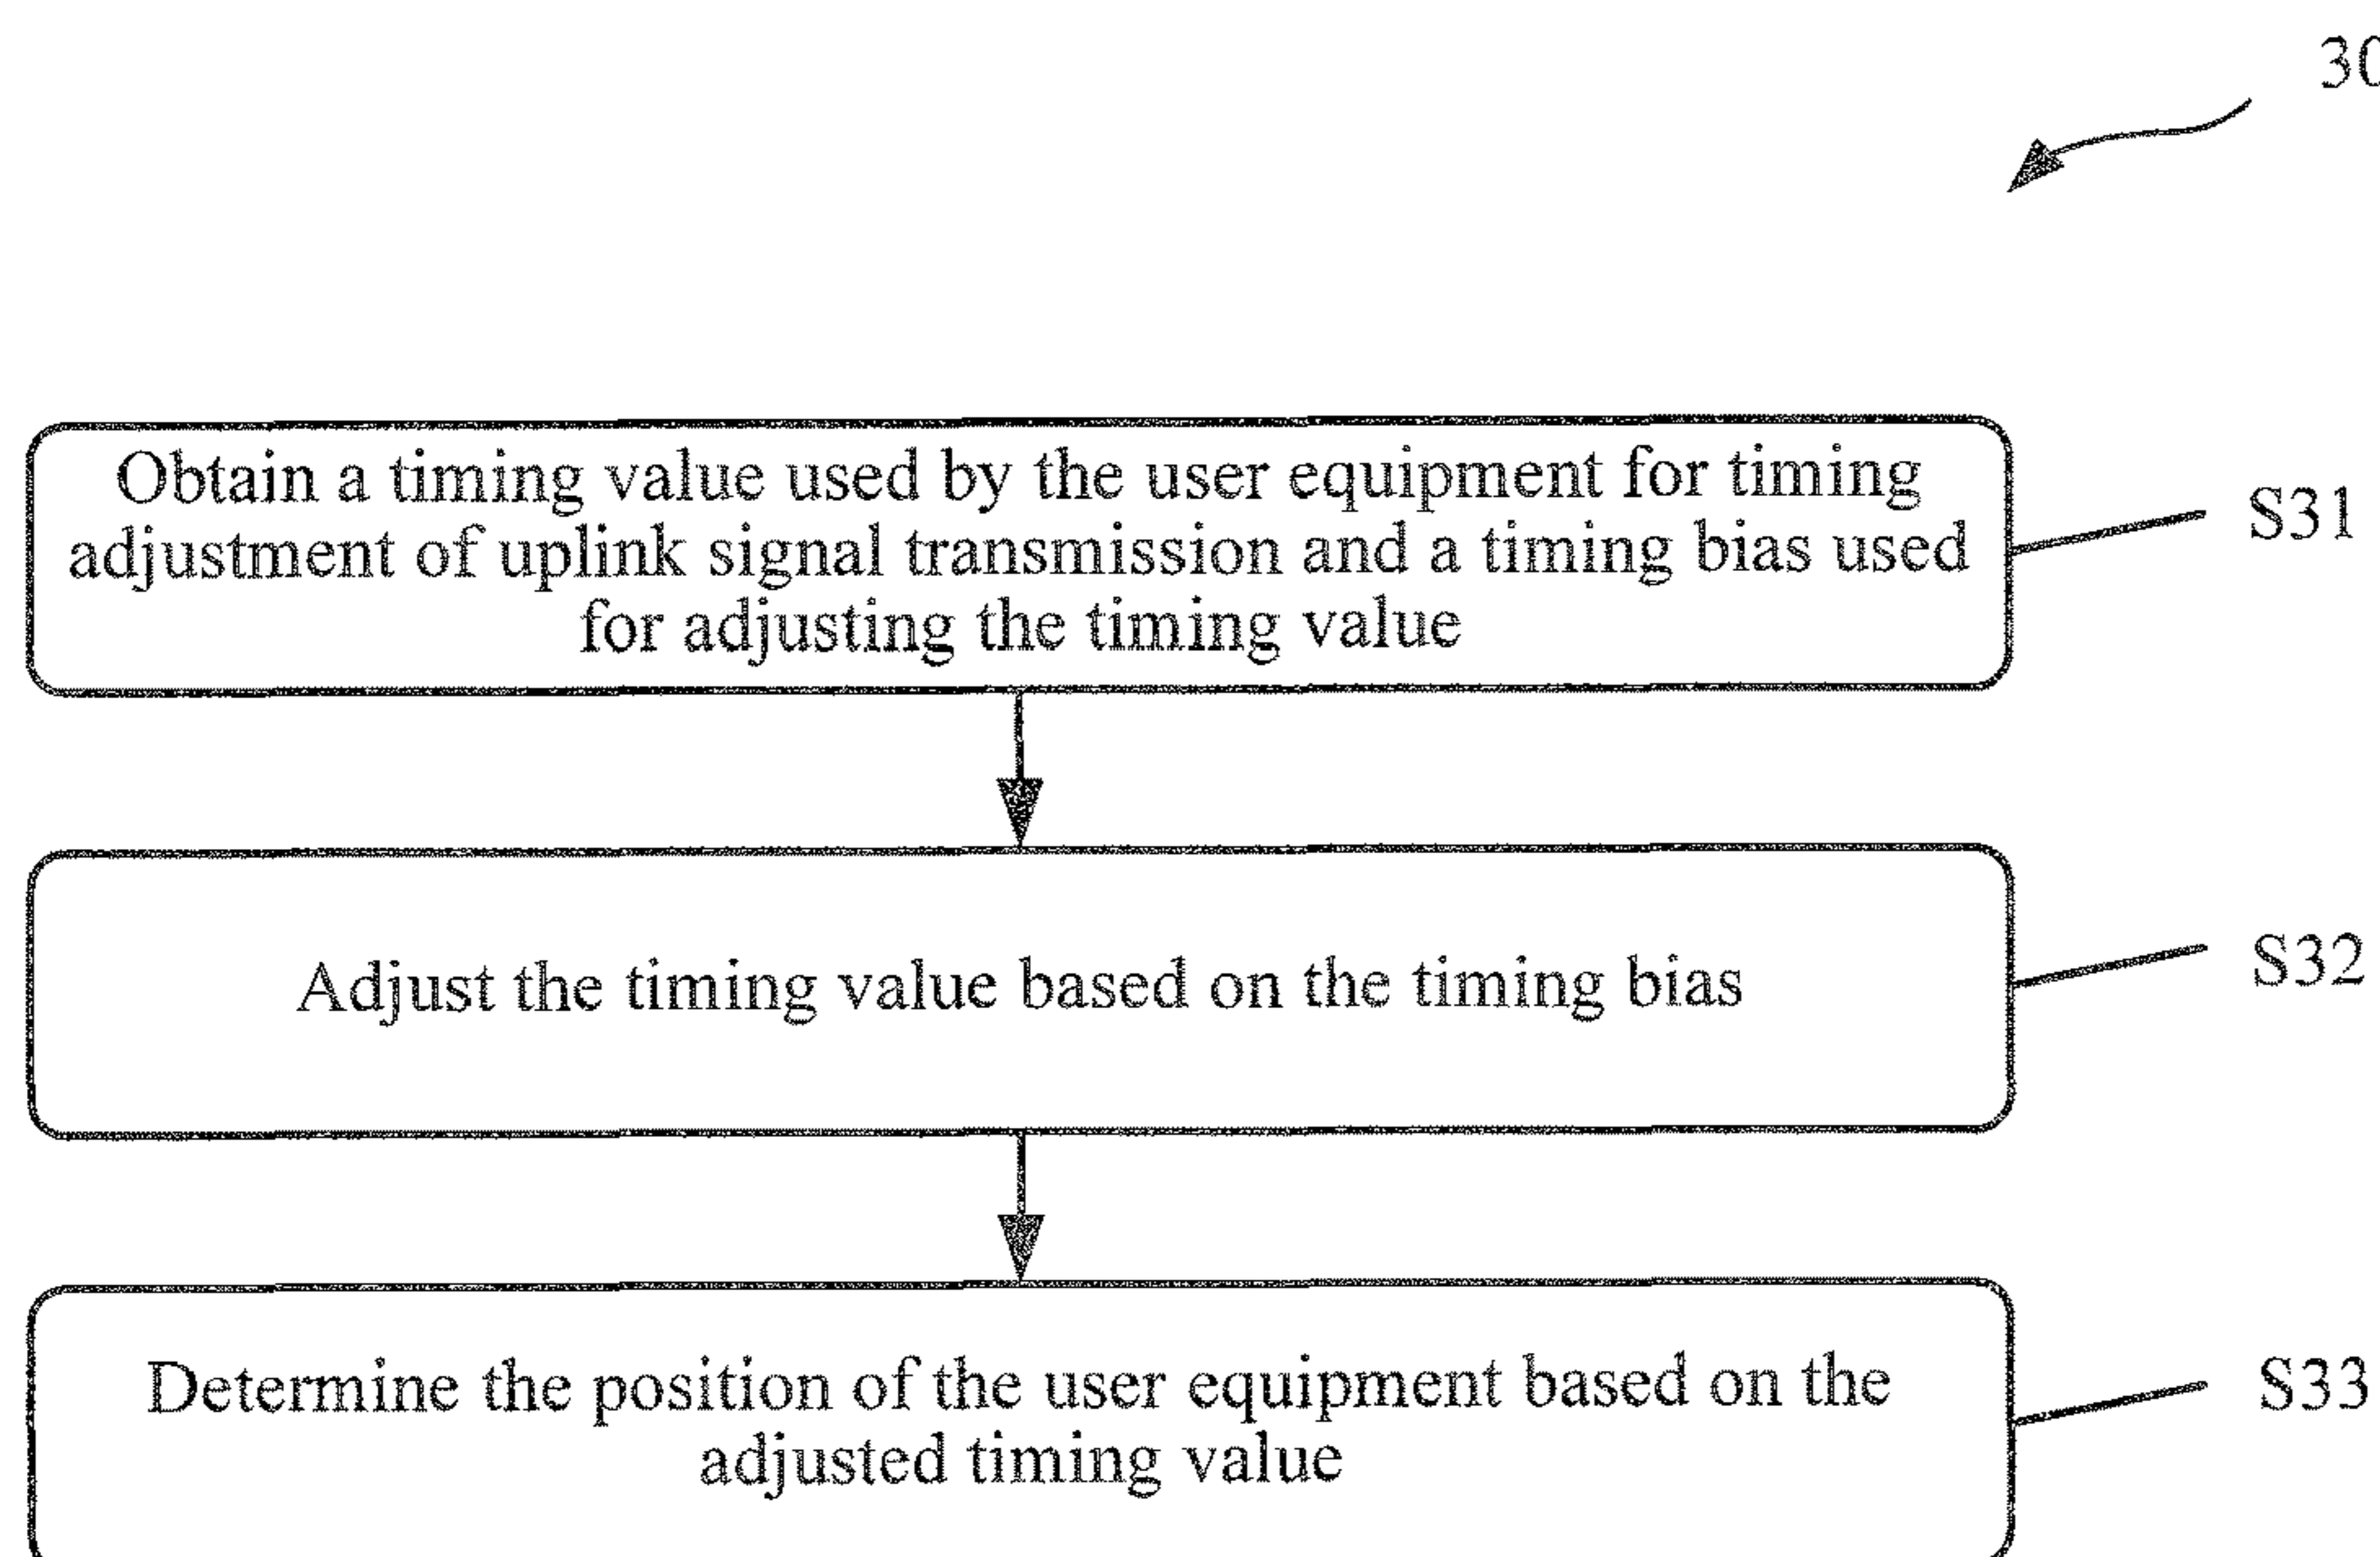 30
Obtain a timing value used by the user equipment for timing
adjustment of uplink signal transmission and a timing bias used
for adjusting the timing value
S31
Adjust the timing value based on the timing bias
S32
Determine the position of the user equipment based on the
adjusted timing value
S33